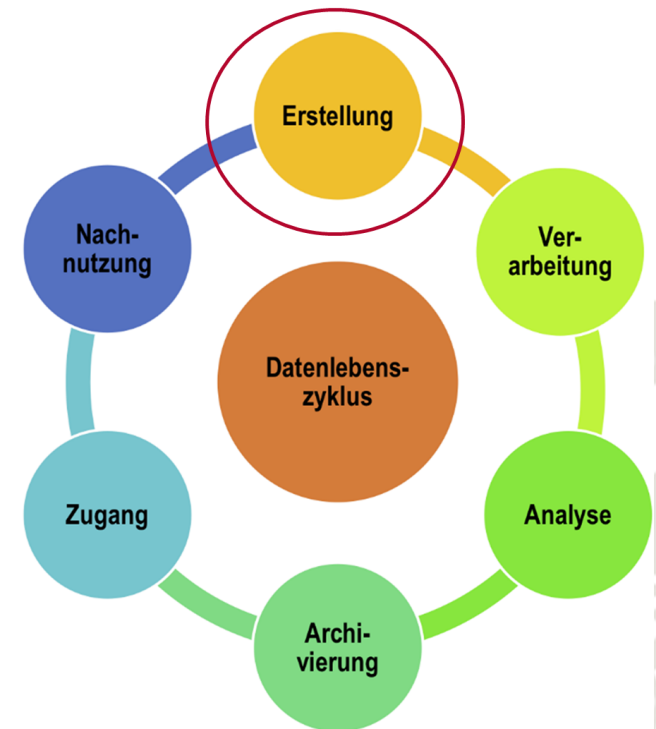 Erstellung
Ver-
arbeitung
Analyse
Archi-
vierung
Zugang
Nach-
nutzung
Datenlebens-
zyklus